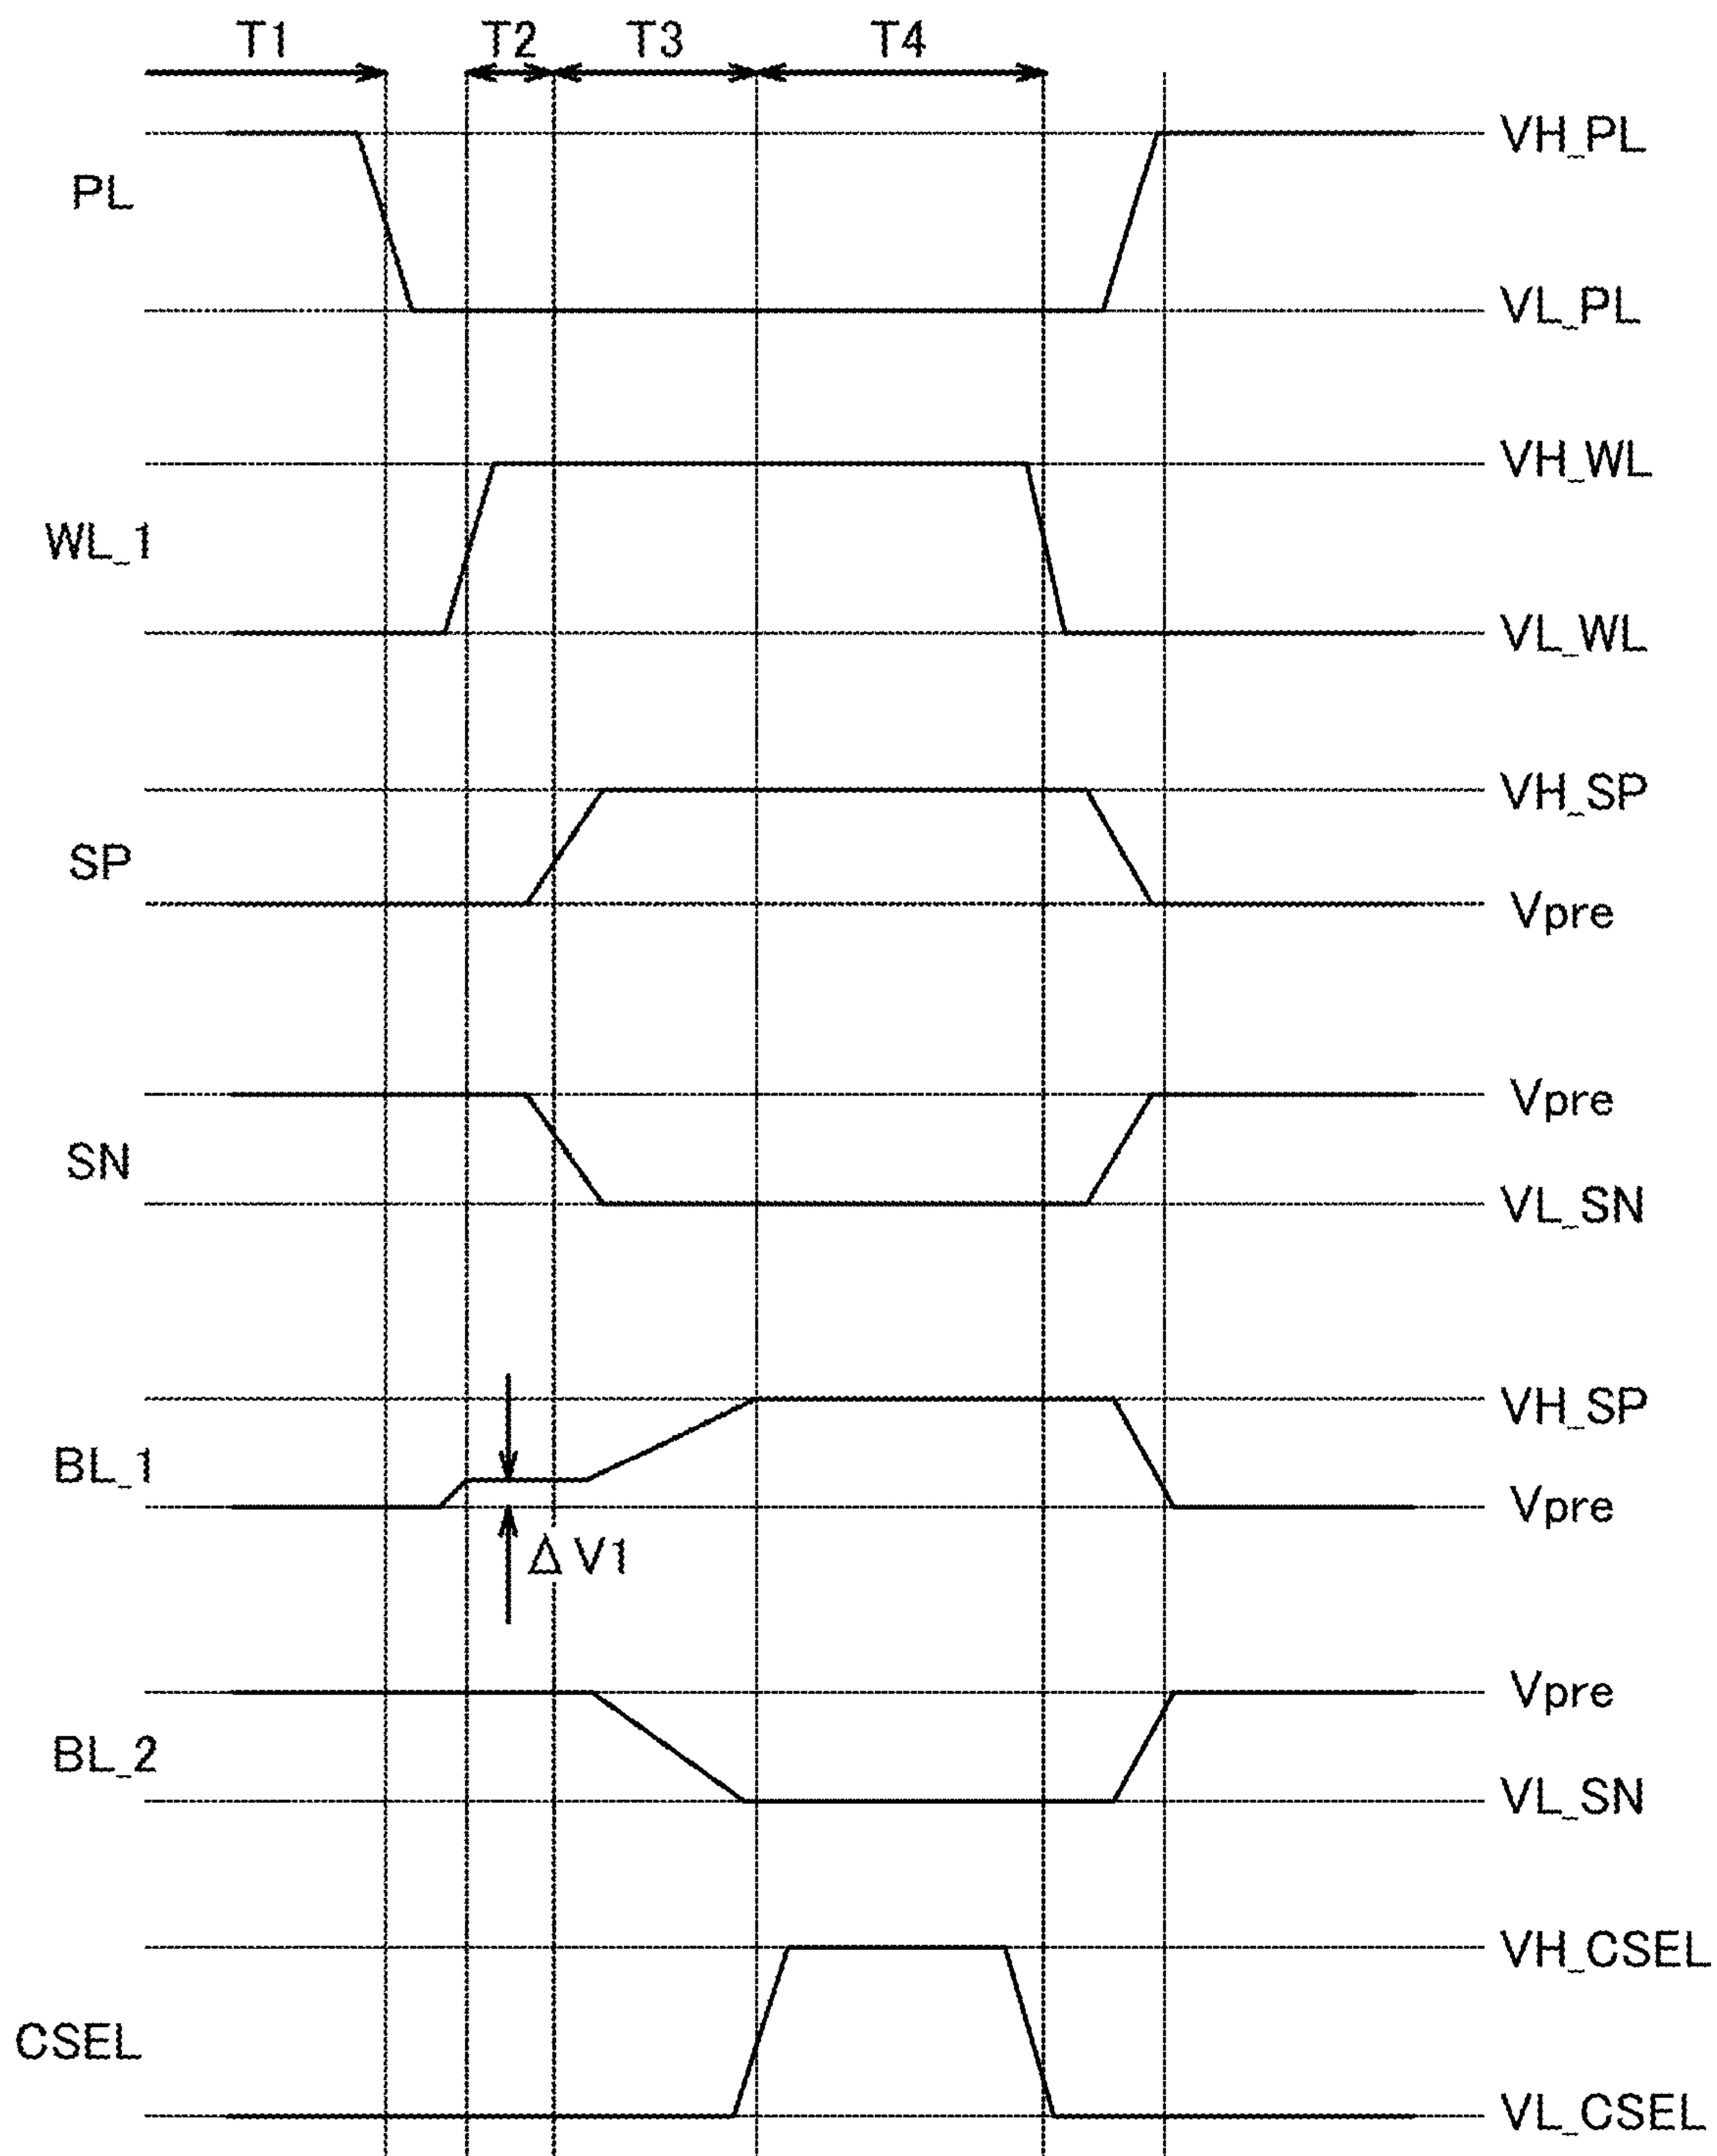 T1 T2 T3 T4
VH_PL
PL
VL_PL
VH_WL
WL_1
VL_WL
VH_SP
SP
Vpre
Vpre
SN
VL_SN
VH_SP
BL_1
Vpre
ΔV1
Vpre
BL_2
VL_SN
VH_CSEL
CSEL
VL_CSEL